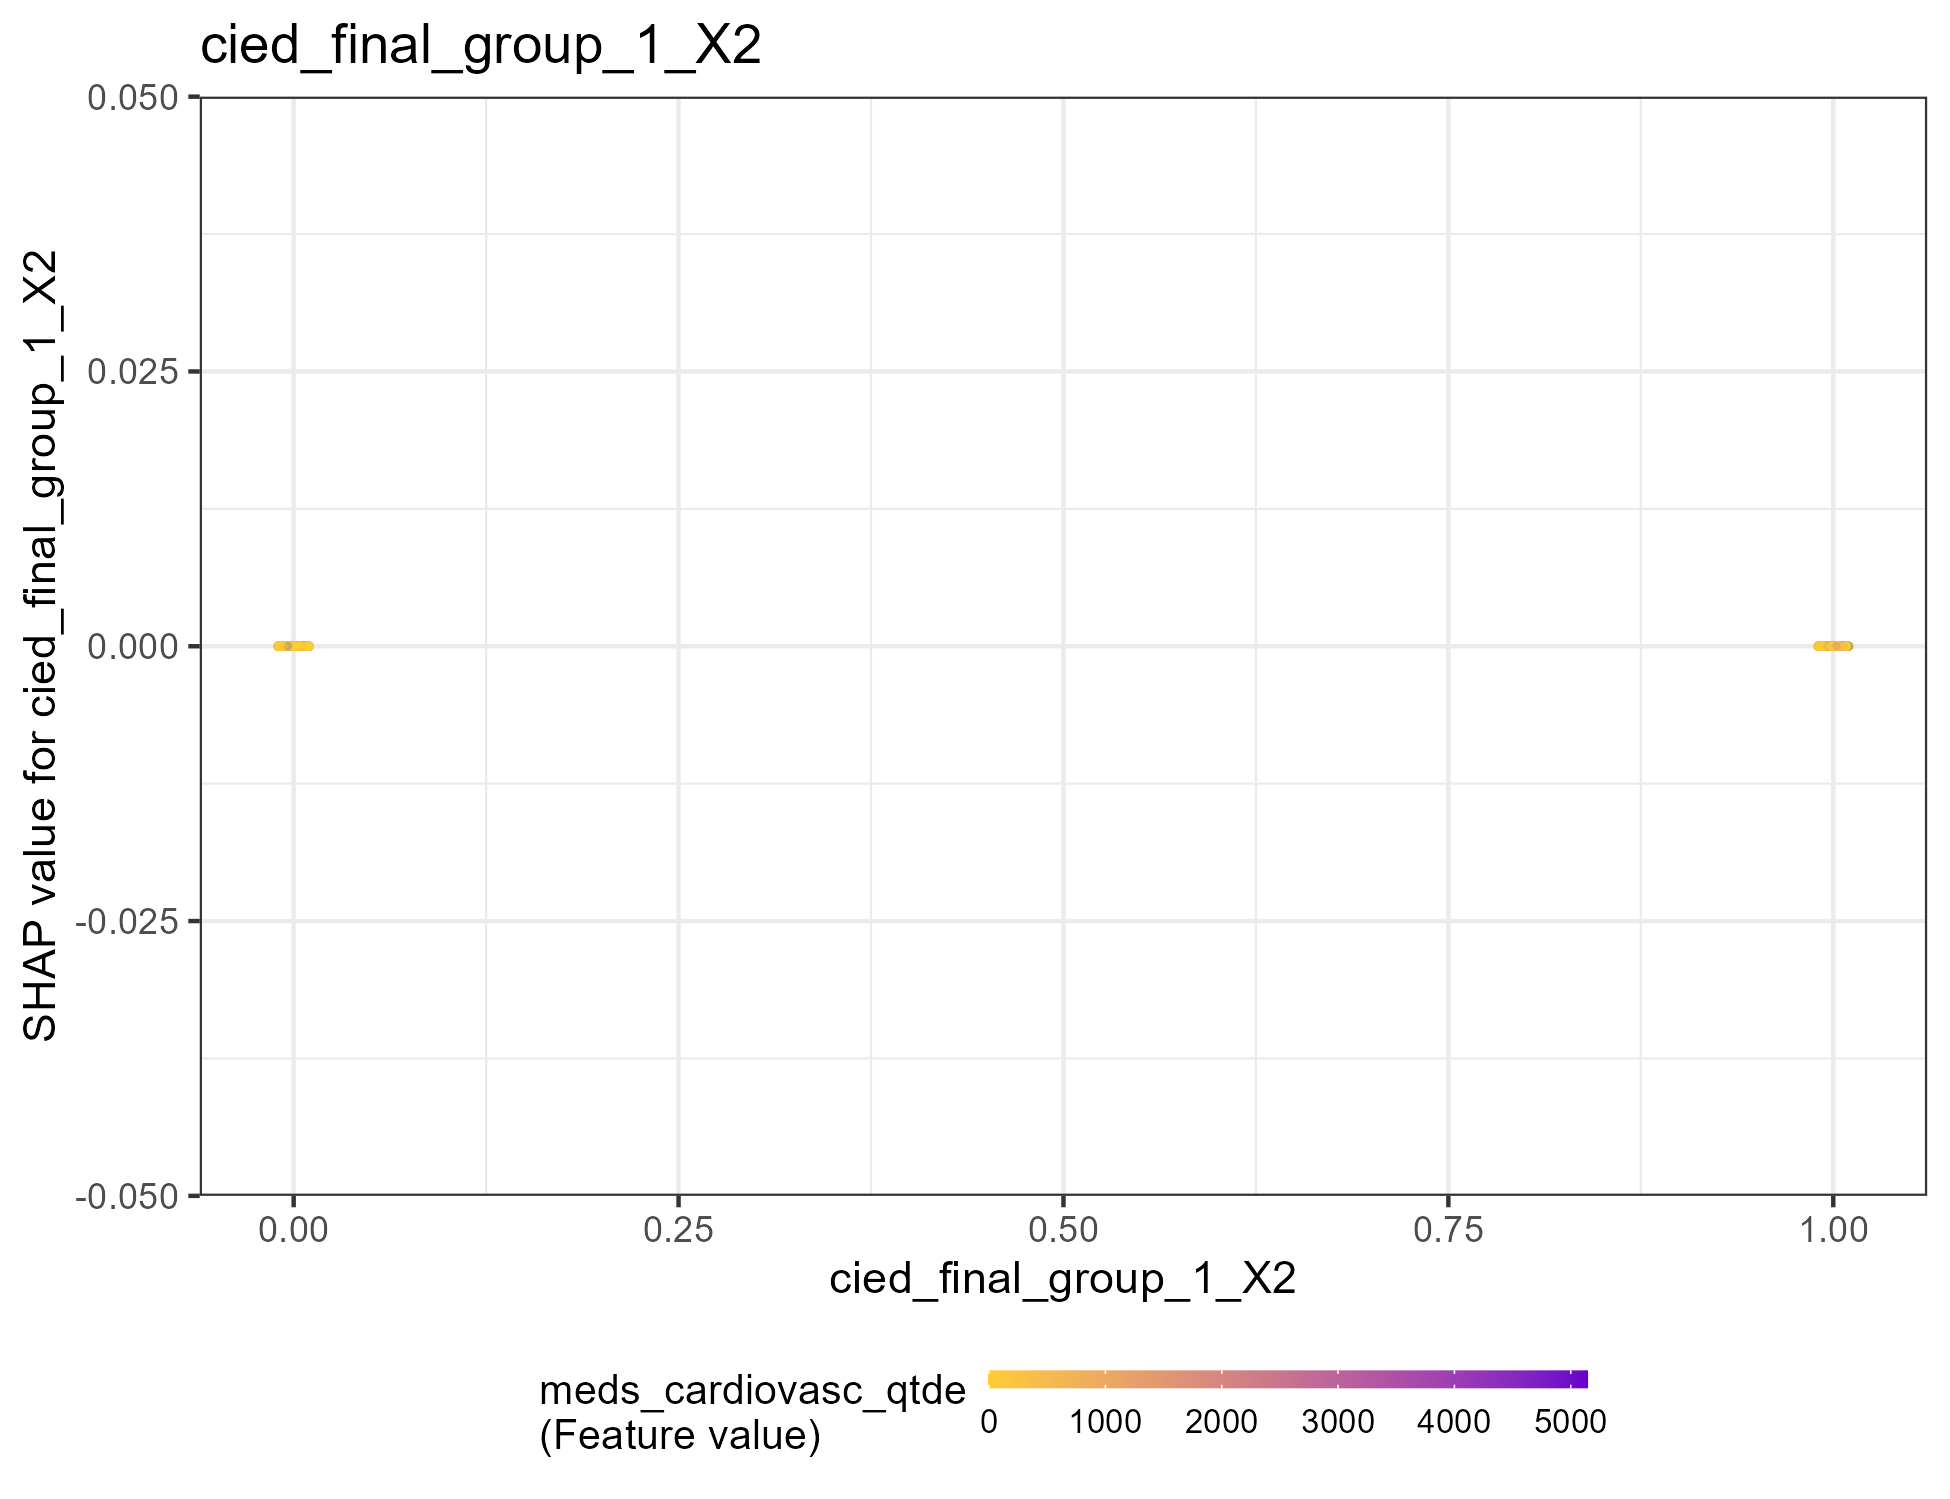 cied_final_group_1_X2
0.050
0.025
0.000
-0.025
-0.050
SHAP value for cied_final_group_1_X2
0.00 0.25 0.50 0.75 1.00
cied_final_group_1_X2
meds_cardiovasc_qtde
(Feature value)
0 1000 2000 3000 4000 5000